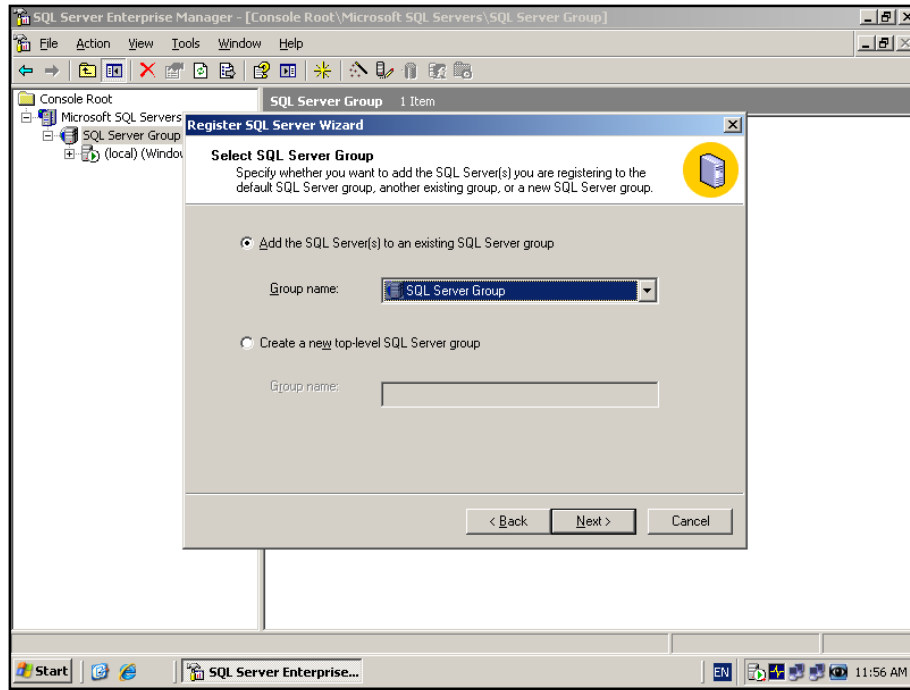 SQL Server Enterprise Manager - [Console Root\Microsoft SQL Servers\SQL Server Group]
File Action View Tools Window Help
Console Root
Microsoft SQL Servers
SQL Server Group
(local)
SQL Server Group 1 Item
Register SQL Server Wizard
Select SQL Server Group
Specify whether you want to add the SQL Server(s) you are registering to the
default SQL Server group, another existing group, or a new SQL Server group.
Add the SQL Server(s) to an existing SQL Server group
Group name: SQL Server Group
Create a new top-level SQL Server group
Group name:
< Back Next > Cancel
Start SQL Server Enterprise... EN 11:56 AM